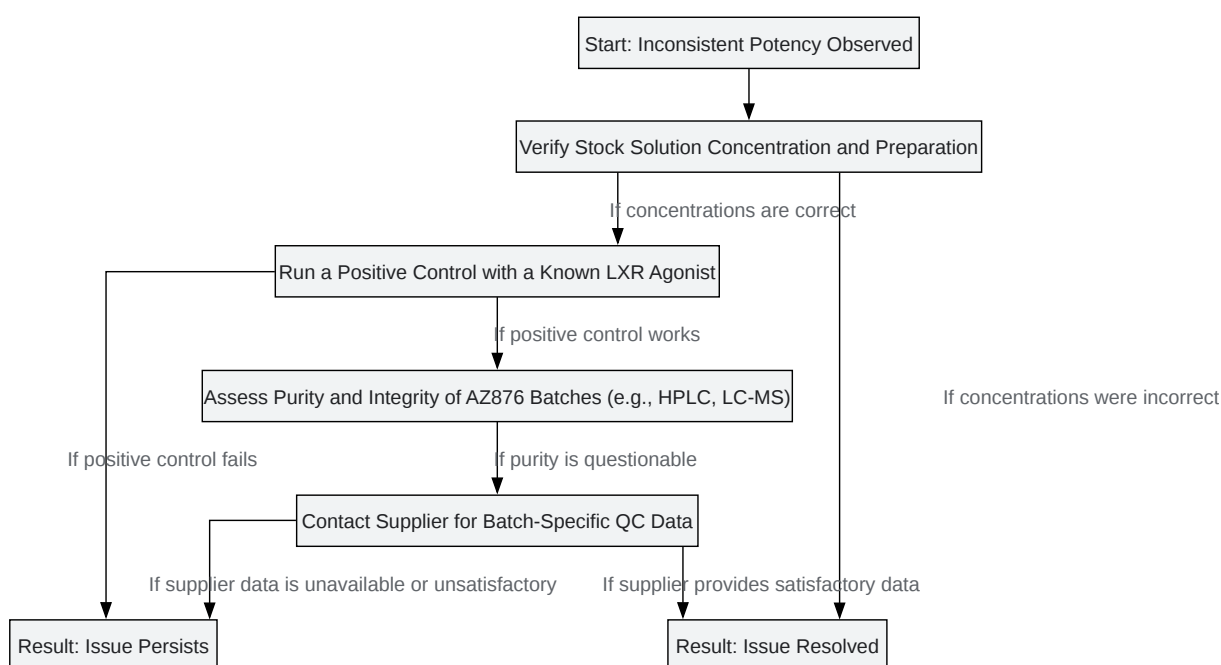 Start: Inconsistent Potency Observed
Verify Stock Solution Concentration and Preparation
If concentrations are correct
Run a Positive Control with a Known LXR Agonist
If positive control works
Assess Purity and Integrity of AZ876 Batches (e.g., HPLC, LC-MS)
If concentrations were incorrect
If positive control fails
If purity is questionable
Contact Supplier for Batch-Specific QC Data
If supplier data is unavailable or unsatisfactory
If supplier provides satisfactory data
Result: Issue Persists
Result: Issue Resolved